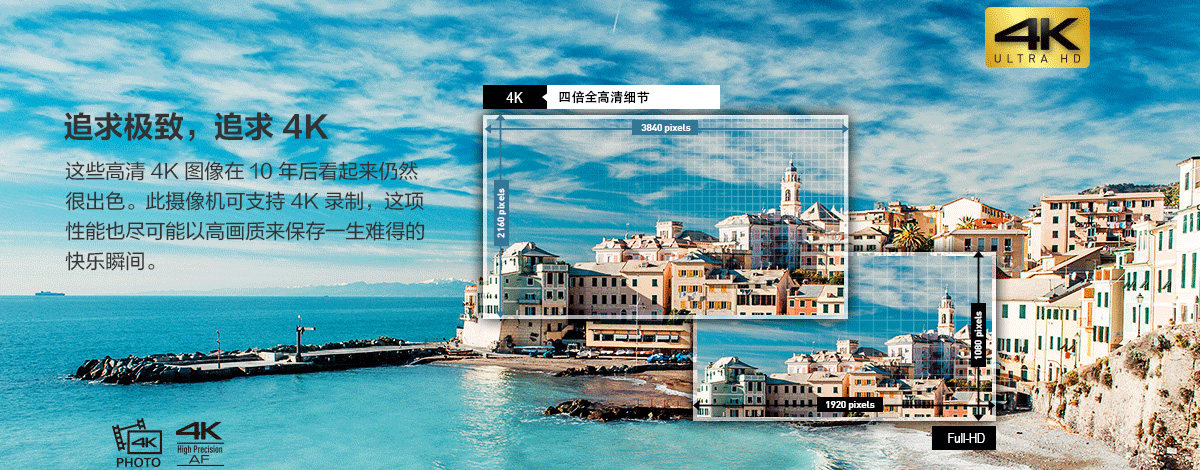 4K
ULTRA HD
4K
四倍全高清细节
追求极致，追求 4K
这些高清 4K 图像在 10 年后看起来仍然
很出色。此摄像机可支持 4K 录制，这项
性能也尽可能以高画质来保存一生难得的
快乐瞬间。
3840 pixels
2160 pixels
1080 pixels
1920 pixels
Full-HD
4K
PHOTO
4K
High Precision
AF